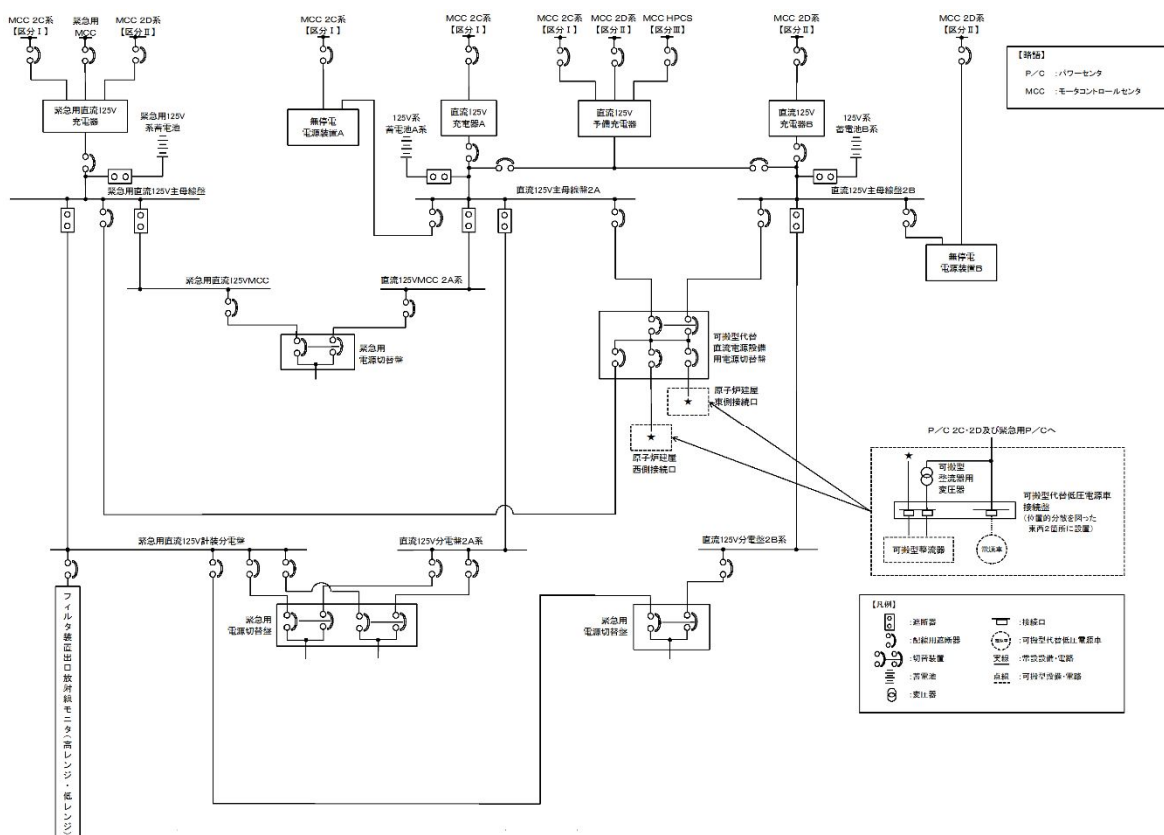 MCC 2C系
【区分Ⅰ】
緊急用
MCC
MCC 2D系
【区分Ⅱ】
MCC 2C系
【区分Ⅰ】
MCC 2C系
【区分Ⅰ】
MCC 2C系
【区分Ⅰ】
MCC 2D系
【区分Ⅱ】
MCC HPCS
【区分Ⅲ】
MCC 2D系
【区分Ⅱ】
MCC 2D系
【区分Ⅱ】
【略語】
P/C :パワーセンタ
MCC :モータコントロールセンタ
緊急用直流125V
充電器
緊急用125V
系蓄電池
無停電
電源装置A
125V系
蓄電池A系
直流125V
充電器A
直流125V
予備充電器
直流125V
充電器B
125V系
蓄電池B系
緊急用直流125V主母線盤
直流125V主母線盤2A
直流125V主母線盤2B
無停電
電源装置B
緊急用直流125VMCC
直流125VMCC 2A系
緊急用
電源切替盤
可搬型代替
直流電源設備
用電源切替盤
原子炉建屋
東側接続口
★
★
原子炉建屋
西側接続口
P/C 2C・2D及び緊急用P/Cへ
★
可搬型
整流器用
変圧器
可搬型代替低圧電源車
接続盤
(位置的分散を図った
東西2箇所に設置)
可搬型整流器
電源車
緊急用直流125V計装分電盤
直流125V分電盤2A系
直流125V分電盤2B系
緊急用
電源切替盤
緊急用
電源切替盤
フィルタ装置出口放射線モニタ(高レンジ・低レンジ)
【凡例】
:遮断器
:配線用遮断器
:切替装置
:蓄電池
:変圧器
:接続口
電源車 :可搬型代替低圧電源車
実線 :常設設備・電路
点線 :可搬型設備・電路